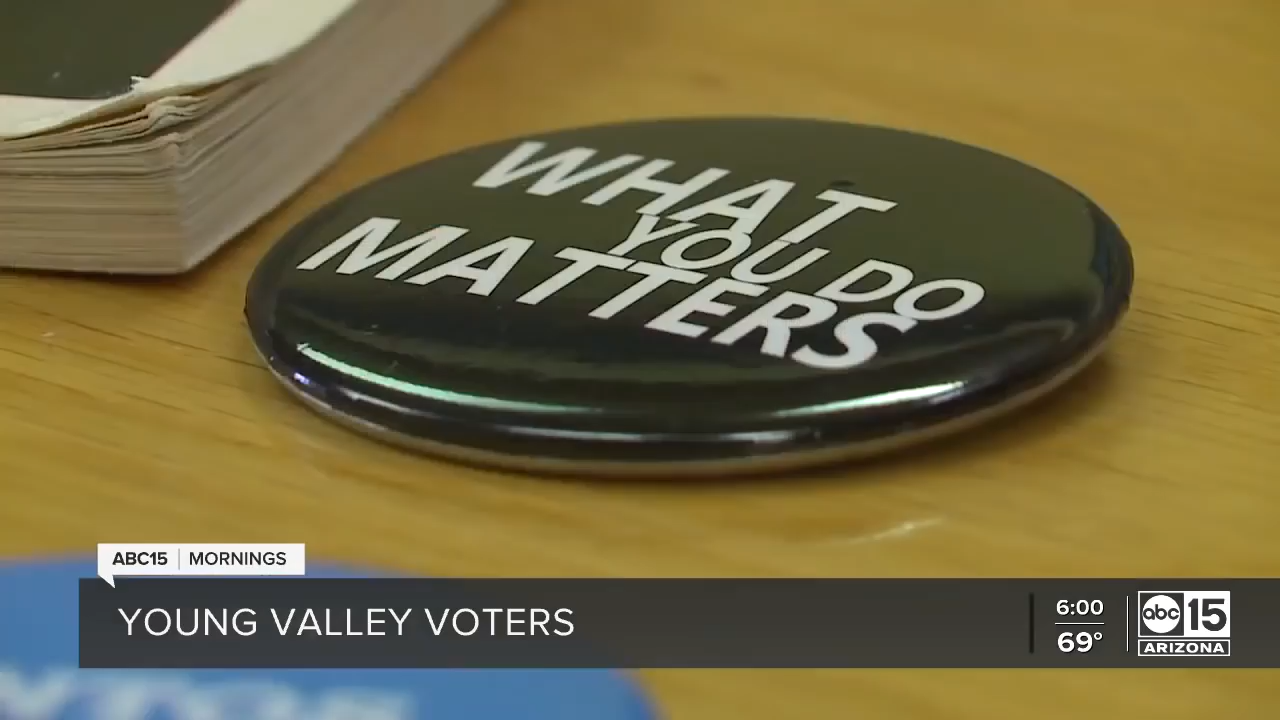 WHAT
YOU DO
MATTERS
ABC15 | MORNINGS
YOUNG VALLEY VOTERS
6:00
69°
abc 15
ARIZONA